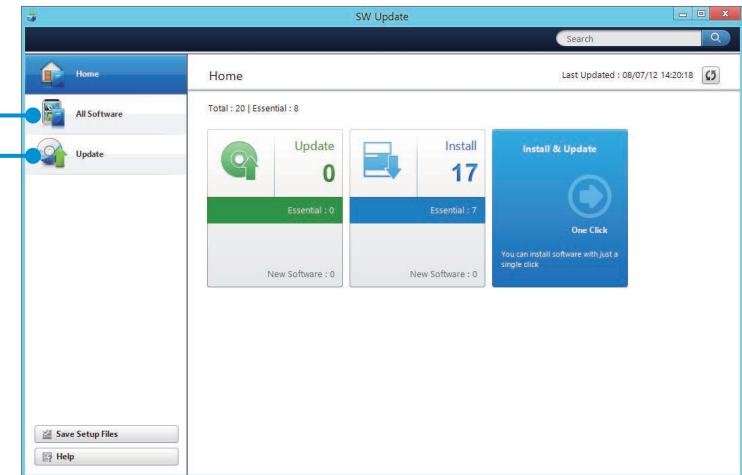 SW Update
Search
Home
All Software
Update
Save Setup Files
Help
Home
Last Updated : 08/07/12 14:20:18
Total : 20 | Essential : 8
Update
0
Essential : 0
New Software : 0
Install
17
Essential : 7
New Software : 0
Install & Update
One Click
You can install software with just a
single click